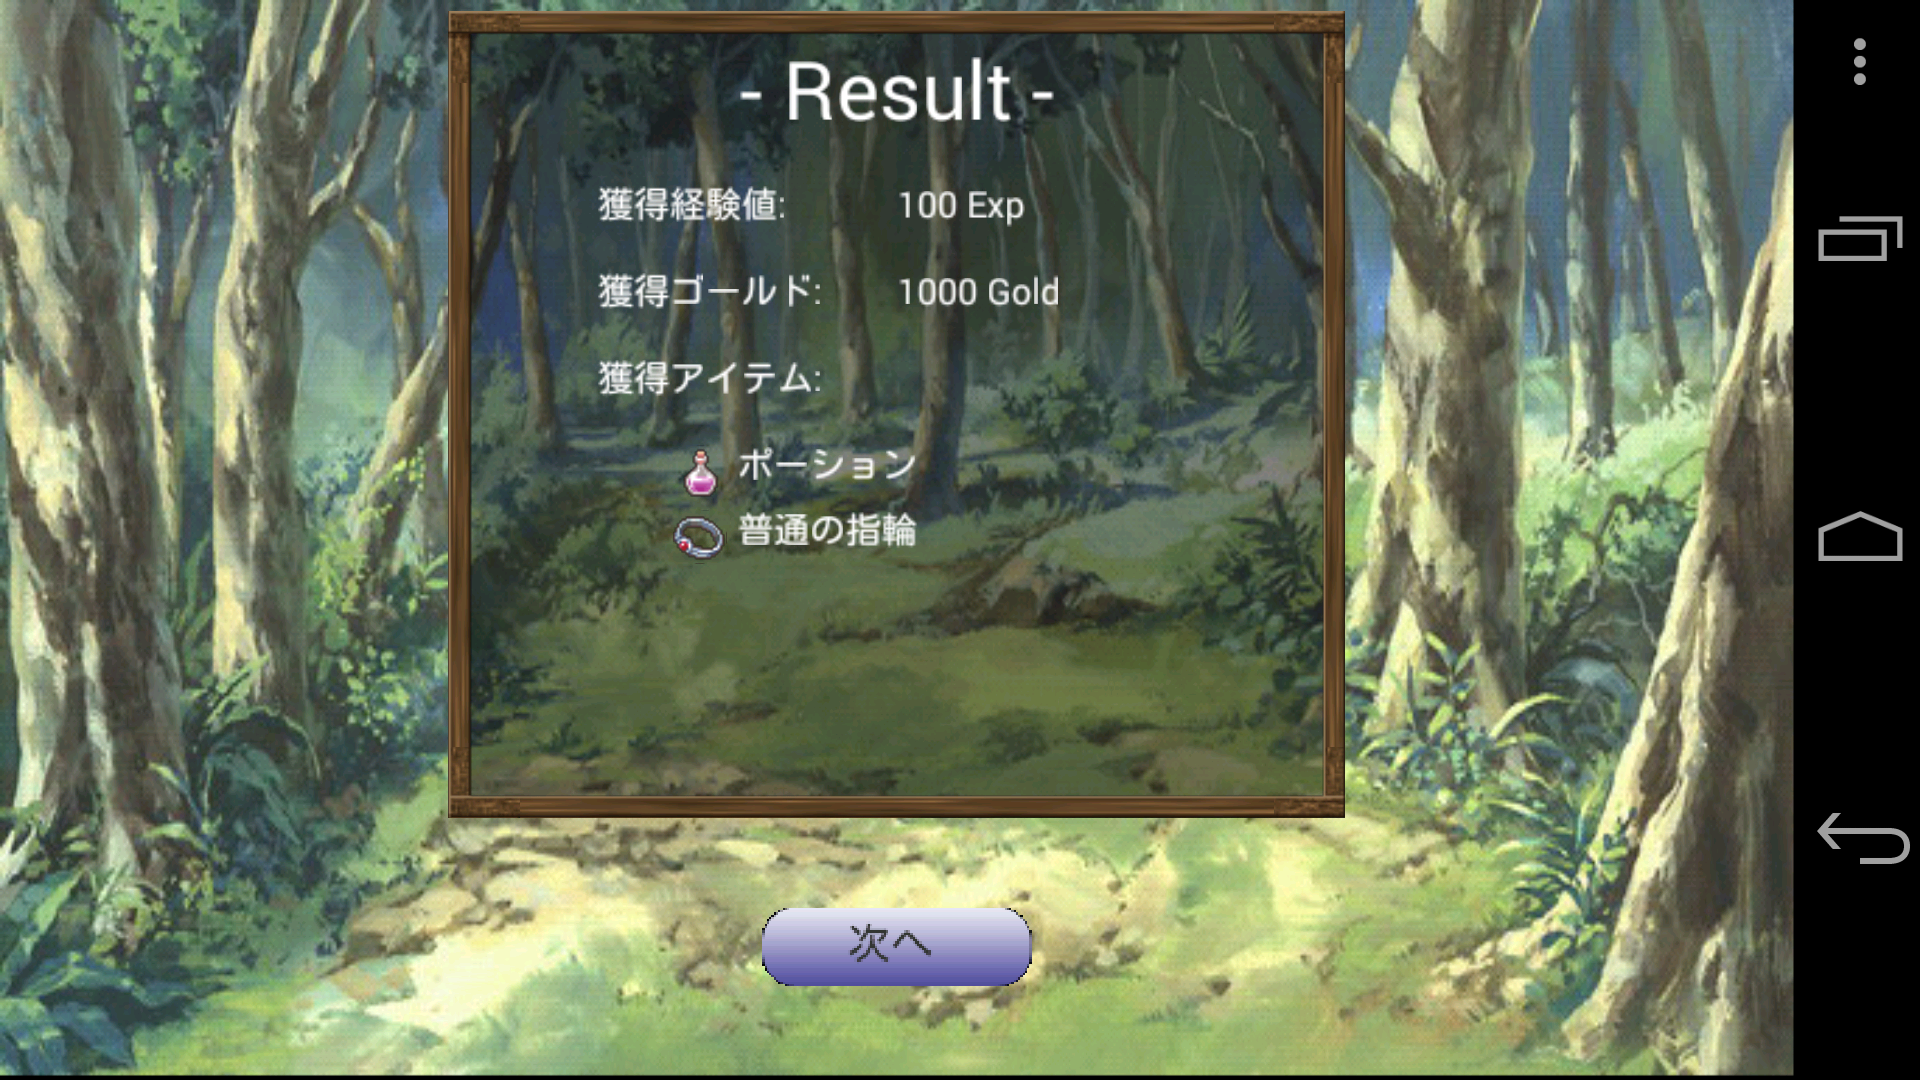 - Result -
獲得経験値: 100 Exp
獲得ゴールド: 1000 Gold
獲得アイテム:
ポーション
普通の指輪
次へ